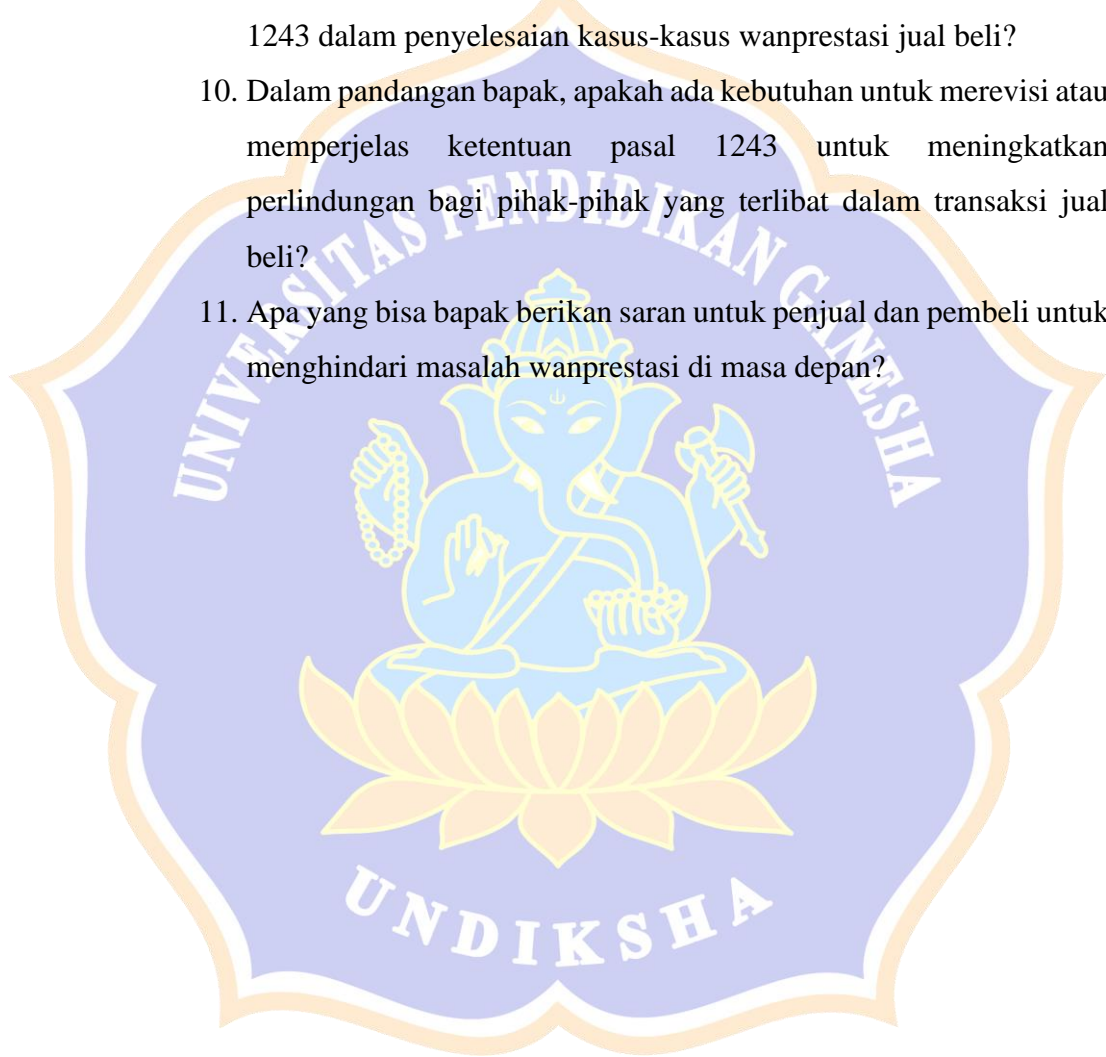 1243 dalam penyelesaian kasus-kasus wanprestasi jual beli?
10. Dalam pandangan bapak, apakah ada kebutuhan untuk merevisi atau
memperjelas ketentuan pasal 1243 untuk meningkatkan
perlindungan bagi pihak-pihak yang terlibat dalam transaksi jual
beli?
11. Apa yang bisa bapak berikan saran untuk penjual dan pembeli untuk
menghindari masalah wanprestasi di masa depan?
UNIVERSITAS PENDIDIKAN GANESHA
UNDIKSHA